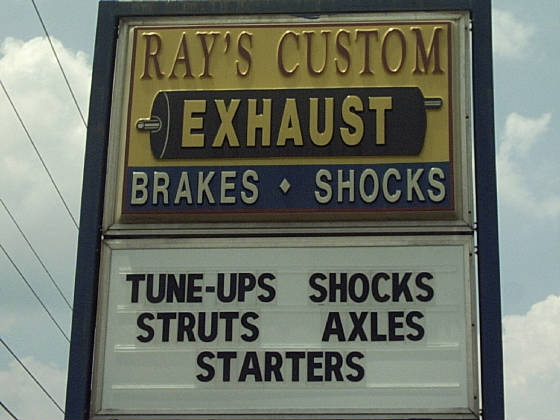 RAY'S CUSTOM
EXHAUST
BRAKES ♦ SHOCKS
TUNE-UPS SHOCKS
STRUTS AXLES
STARTERS